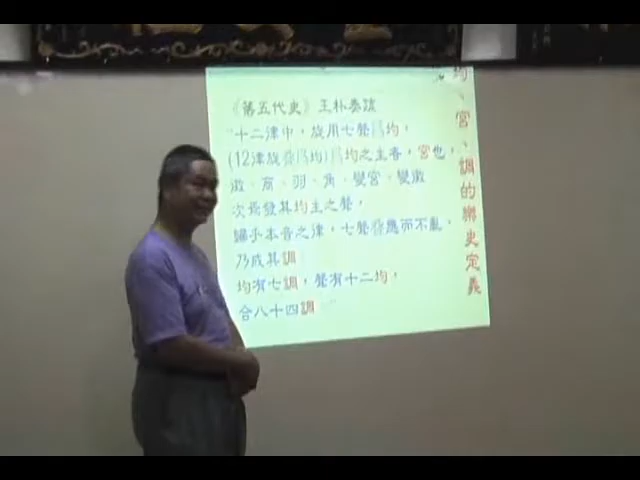 均、宮、調的樂史定義
《第五代史》王朴奏疏
十二律中，旋用七聲為均，
(12律旋為均)為均之主者，宮也，
徵、商、羽、角、變宮、變徵
次焉發其均主之聲，
歸乎本音之律，七聲迭應而不亂，
乃成其調
均有七調，聲有十二均，
合八十四調